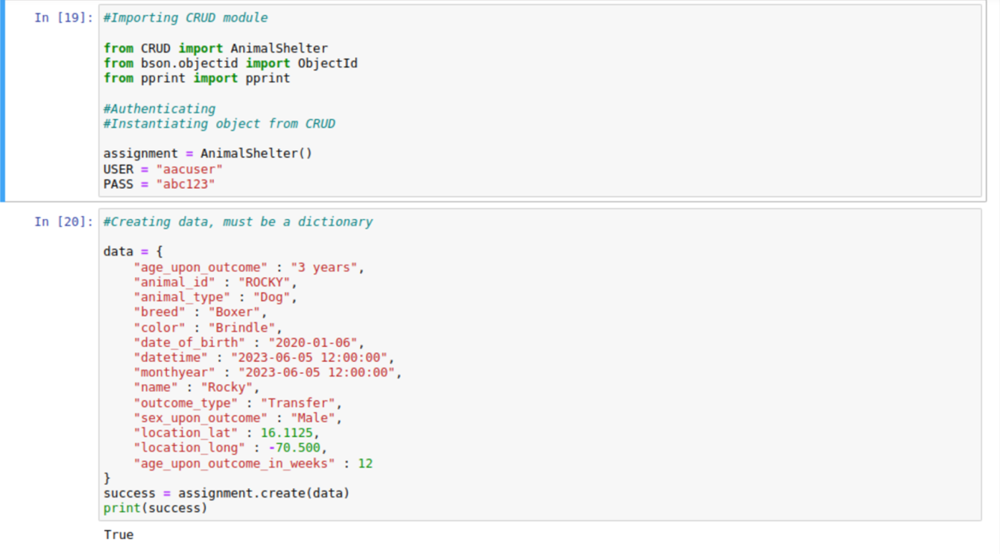 In [19]: #Importing CRUD module
from CRUD import AnimalShelter
from bson.objectid import ObjectId
from pprint import pprint
#Authenticating
#Instantiating object from CRUD
assignment = AnimalShelter()
USER = "aacuser"
PASS = "abc123"
In [20]: #Creating data, must be a dictionary
data = {
    "age_upon_outcome" : "3 years",
    "animal_id" : "ROCKY",
    "animal_type" : "Dog",
    "breed" : "Boxer",
    "color" : "Brindle",
    "date_of_birth" : "2020-01-06",
    "datetime" : "2023-06-05 12:00:00",
    "monthyear" : "2023-06-05 12:00:00",
    "name" : "Rocky",
    "outcome_type" : "Transfer",
    "sex_upon_outcome" : "Male",
    "location_lat" : 16.1125,
    "location_long" : -70.500,
    "age_upon_outcome_in_weeks" : 12
}
success = assignment.create(data)
print(success)
True